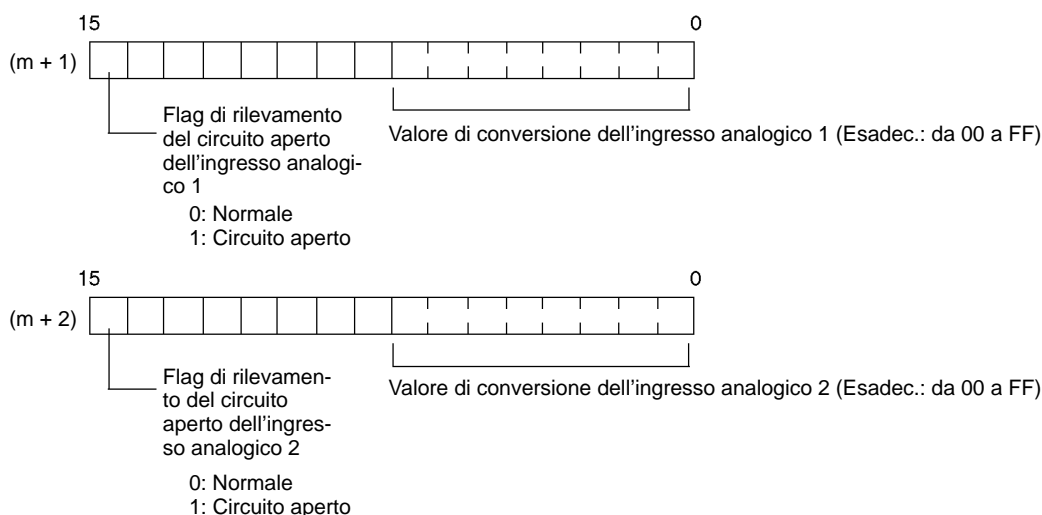 15 0
(m + 1)
Flag di rilevamento
del circuito aperto
dell'ingresso analogi-
co 1
0: Normale
1: Circuito aperto
Valore di conversione dell'ingresso analogico 1 (Esadec.: da 00 a FF)
15 0
(m + 2)
Flag di rilevamen-
to del circuito
aperto dell'ingres-
so analogico 2
0: Normale
1: Circuito aperto
Valore di conversione dell'ingresso analogico 2 (Esadec.: da 00 a FF)